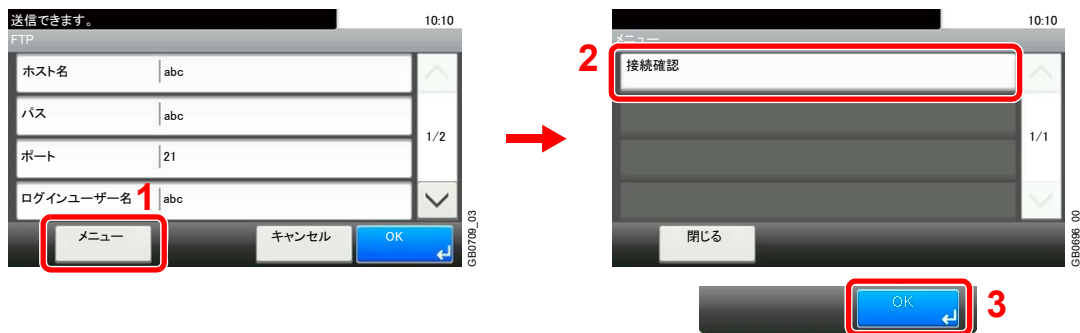 送信できます。
10:10
FTP
ホスト名 abc
パス abc
1/2
ポート 21
ログインユーザー名 abc
1
メニュー
キャンセル
OK
GB0709_03
10:10
メニュー
2
接続確認
1/1
閉じる
GB0696_00
OK
3